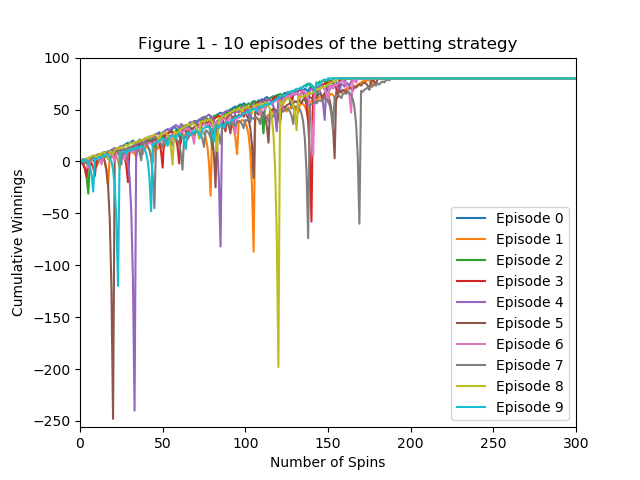 Figure 1 - 10 episodes of the betting strategy
100
50
0
−50
−100
−150
−200
−250
Cumulative Winnings
Episode 0
Episode 1
Episode 2
Episode 3
Episode 4
Episode 5
Episode 6
Episode 7
Episode 8
Episode 9
0 50 100 150 200 250 300
Number of Spins